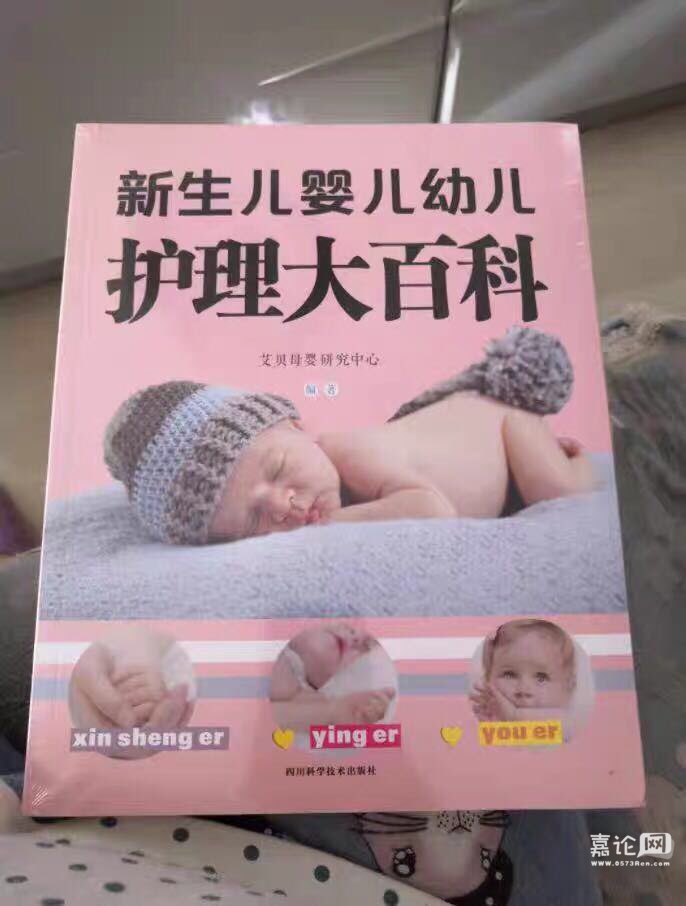 新生儿婴儿幼儿
护理大百科
艾贝母婴研究中心
编 著
xin sheng er
ying er
you er
四川科学技术出版社
嘉论网
www.0573Ren.com